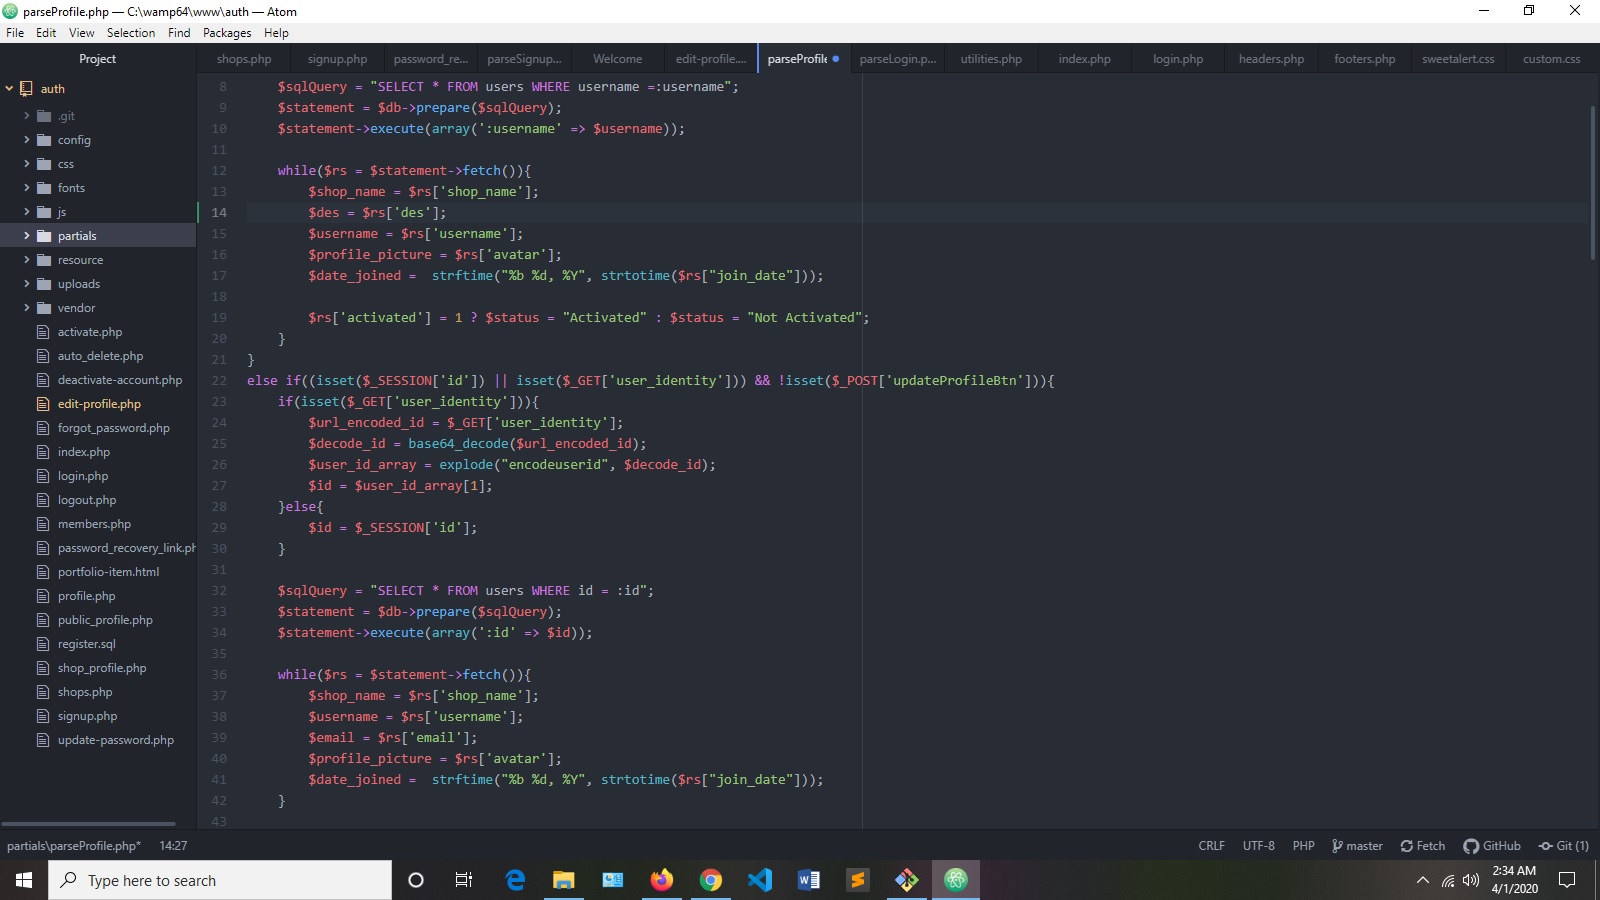 parseProfile.php — C:\wamp64\www\auth — Atom
File Edit View Selection Find Packages Help
Project
shops.php signup.php password_re... parseSignup... Welcome edit-profile.... parseProfile parseLogin.p... utilities.php index.php login.php headers.php footers.php sweetalert.css custom.css
auth
.git
config
css
fonts
js
partials
resource
uploads
vendor
activate.php
auto_delete.php
deactivate-account.php
edit-profile.php
forgot_password.php
index.php
login.php
logout.php
members.php
password_recovery_link.ph
portfolio-item.html
profile.php
public_profile.php
register.sql
shop_profile.php
shops.php
signup.php
update-password.php
8 $sqlQuery = "SELECT * FROM users WHERE username =:username";
9 $statement = $db->prepare($sqlQuery);
10 $statement->execute(array(':username' => $username));
11
12 while($rs = $statement->fetch()){
13 $shop_name = $rs['shop_name'];
14 $des = $rs['des'];
15 $username = $rs['username'];
16 $profile_picture = $rs['avatar'];
17 $date_joined = strftime("%b %d, %Y", strtotime($rs["join_date"]));
18
19 $rs['activated'] = 1 ? $status = "Activated" : $status = "Not Activated";
20 }
21 }
22 else if((isset($_SESSION['id']) || isset($_GET['user_identity'])) && !isset($_POST['updateProfileBtn'])){
23 if(isset($_GET['user_identity'])){
24 $url_encoded_id = $_GET['user_identity'];
25 $decode_id = base64_decode($url_encoded_id);
26 $user_id_array = explode("encodeuserid", $decode_id);
27 $id = $user_id_array[1];
28 }else{
29 $id = $_SESSION['id'];
30 }
31
32 $sqlQuery = "SELECT * FROM users WHERE id = :id";
33 $statement = $db->prepare($sqlQuery);
34 $statement->execute(array(':id' => $id));
35
36 while($rs = $statement->fetch()){
37 $shop_name = $rs['shop_name'];
38 $username = $rs['username'];
39 $email = $rs['email'];
40 $profile_picture = $rs['avatar'];
41 $date_joined = strftime("%b %d, %Y", strtotime($rs["join_date"]));
42 }
43
partials\parseProfile.php* 14:27 CRLF UTF-8 PHP master Fetch GitHub Git (1)
Type here to search
2:34 AM
4/1/2020